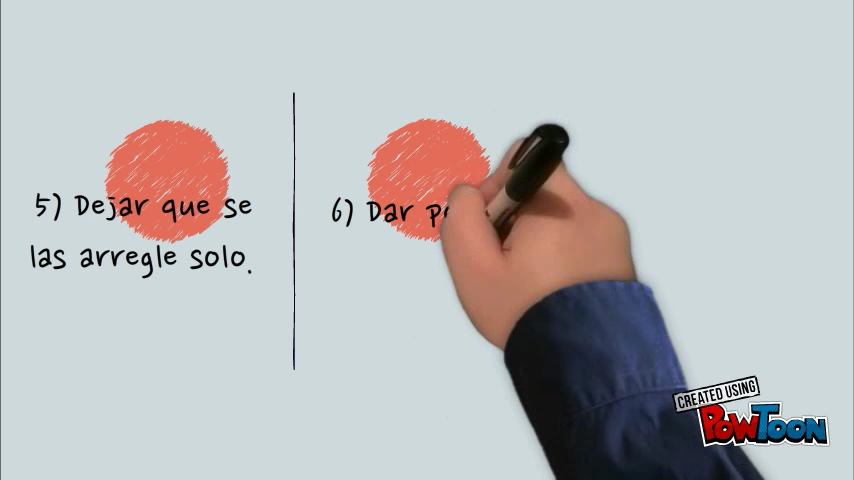 5) Dejar que se
las arregle solo.
6) Dar
CREATED USING
POWTOON